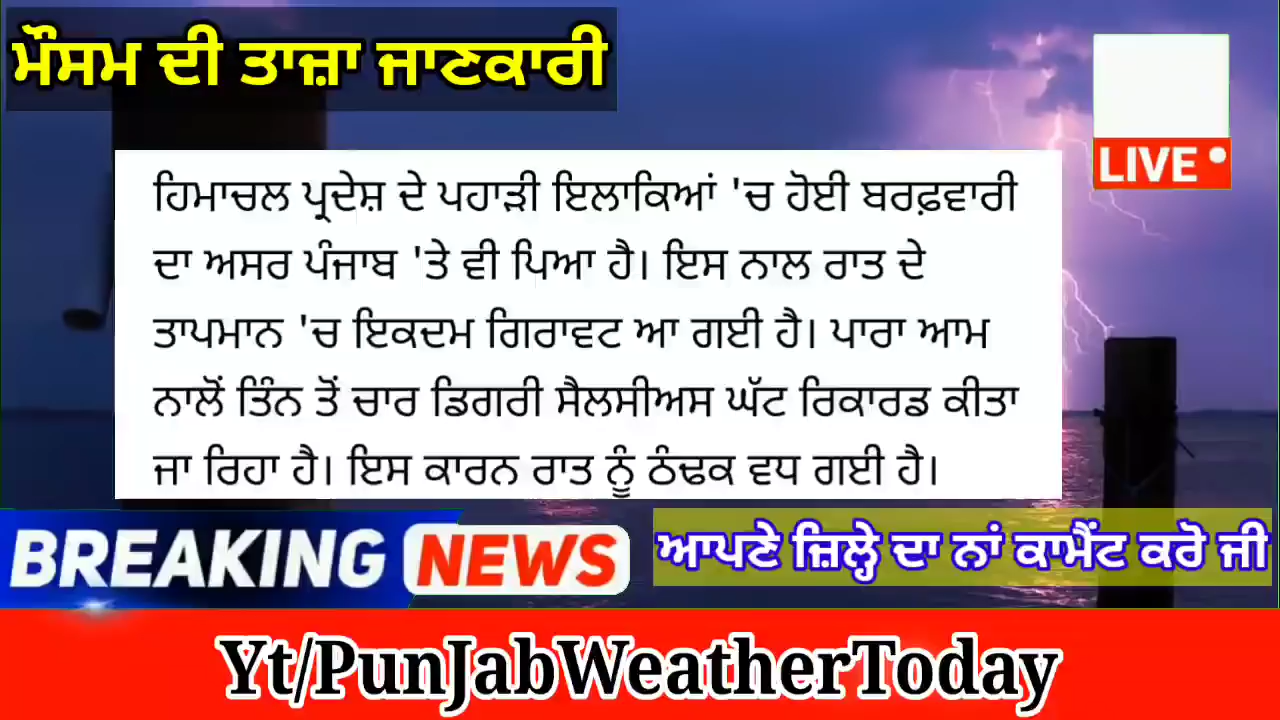 ਮੌਸਮ ਦੀ ਤਾਜ਼ਾ ਜਾਣਕਾਰੀ
LIVE
ਹਿਮਾਚਲ ਪ੍ਰਦੇਸ਼ ਦੇ ਪਹਾੜੀ ਇਲਾਕਿਆਂ 'ਚ ਹੋਈ ਬਰਫ਼ਵਾਰੀ
ਦਾ ਅਸਰ ਪੰਜਾਬ 'ਤੇ ਵੀ ਪਿਆ ਹੈ। ਇਸ ਨਾਲ ਰਾਤ ਦੇ
ਤਾਪਮਾਨ 'ਚ ਇਕਦਮ ਗਿਰਾਵਟ ਆ ਗਈ ਹੈ। ਪਾਰਾ ਆਮ
ਨਾਲੋਂ ਤਿੰਨ ਤੋਂ ਚਾਰ ਡਿਗਰੀ ਸੈਲਸੀਅਸ ਘੱਟ ਰਿਕਾਰਡ ਕੀਤਾ
ਜਾ ਰਿਹਾ ਹੈ। ਇਸ ਕਾਰਨ ਰਾਤ ਨੂੰ ਠੰਢਕ ਵਧ ਗਈ ਹੈ।
BREAKING NEWS
ਆਪਣੇ ਜ਼ਿਲ੍ਹੇ ਦਾ ਨਾਂ ਕਾਮੈਂਟ ਕਰੋ ਜੀ
Yt/PunJabWeatherToday